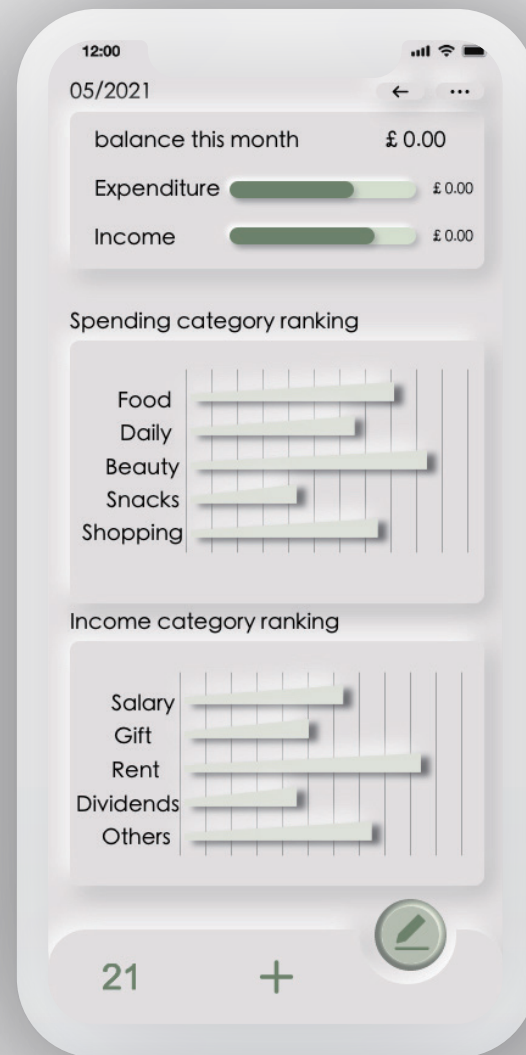 12:00
05/2021
balance this month £ 0.00
Expenditure £ 0.00
Income £ 0.00
Spending category ranking
Food
Daily
Beauty
Snacks
Shopping
Income category ranking
Salary
Gift
Rent
Dividends
Others
21